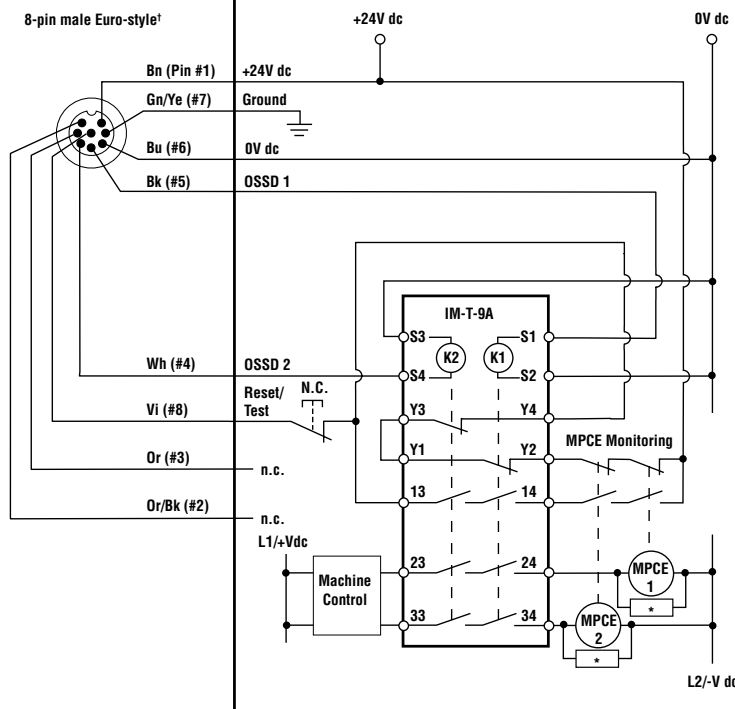 8-pin male Euro-style†
+24V dc
0V dc
Bn (Pin #1)
+24V dc
Gn/Ye (#7)
Ground
Bu (#6)
0V dc
Bk (#5)
OSSD 1
IM-T-9A
S3
S1
K2
K1
Wh (#4)
OSSD 2
S4
S2
Reset/
Test
N.C.
Vi (#8)
Y3
Y4
MPCE Monitoring
Y1
Y2
Or (#3)
n.c.
13
14
Or/Bk (#2)
n.c.
L1/+Vdc
Machine
Control
23
24
MPCE
1
*
33
34
MPCE
2
*
L2/-V dc